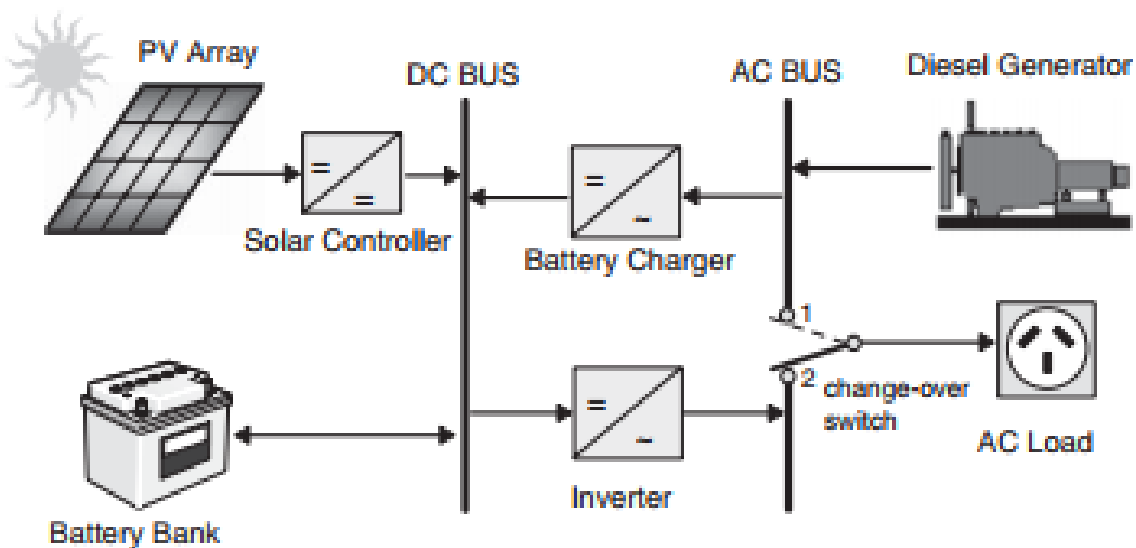 PV Array
DC BUS
AC BUS
Diesel Generator
=
=
Solar Controller
=
~
Battery Charger
1
2
change-over
switch
AC Load
=
~
Inverter
Battery Bank